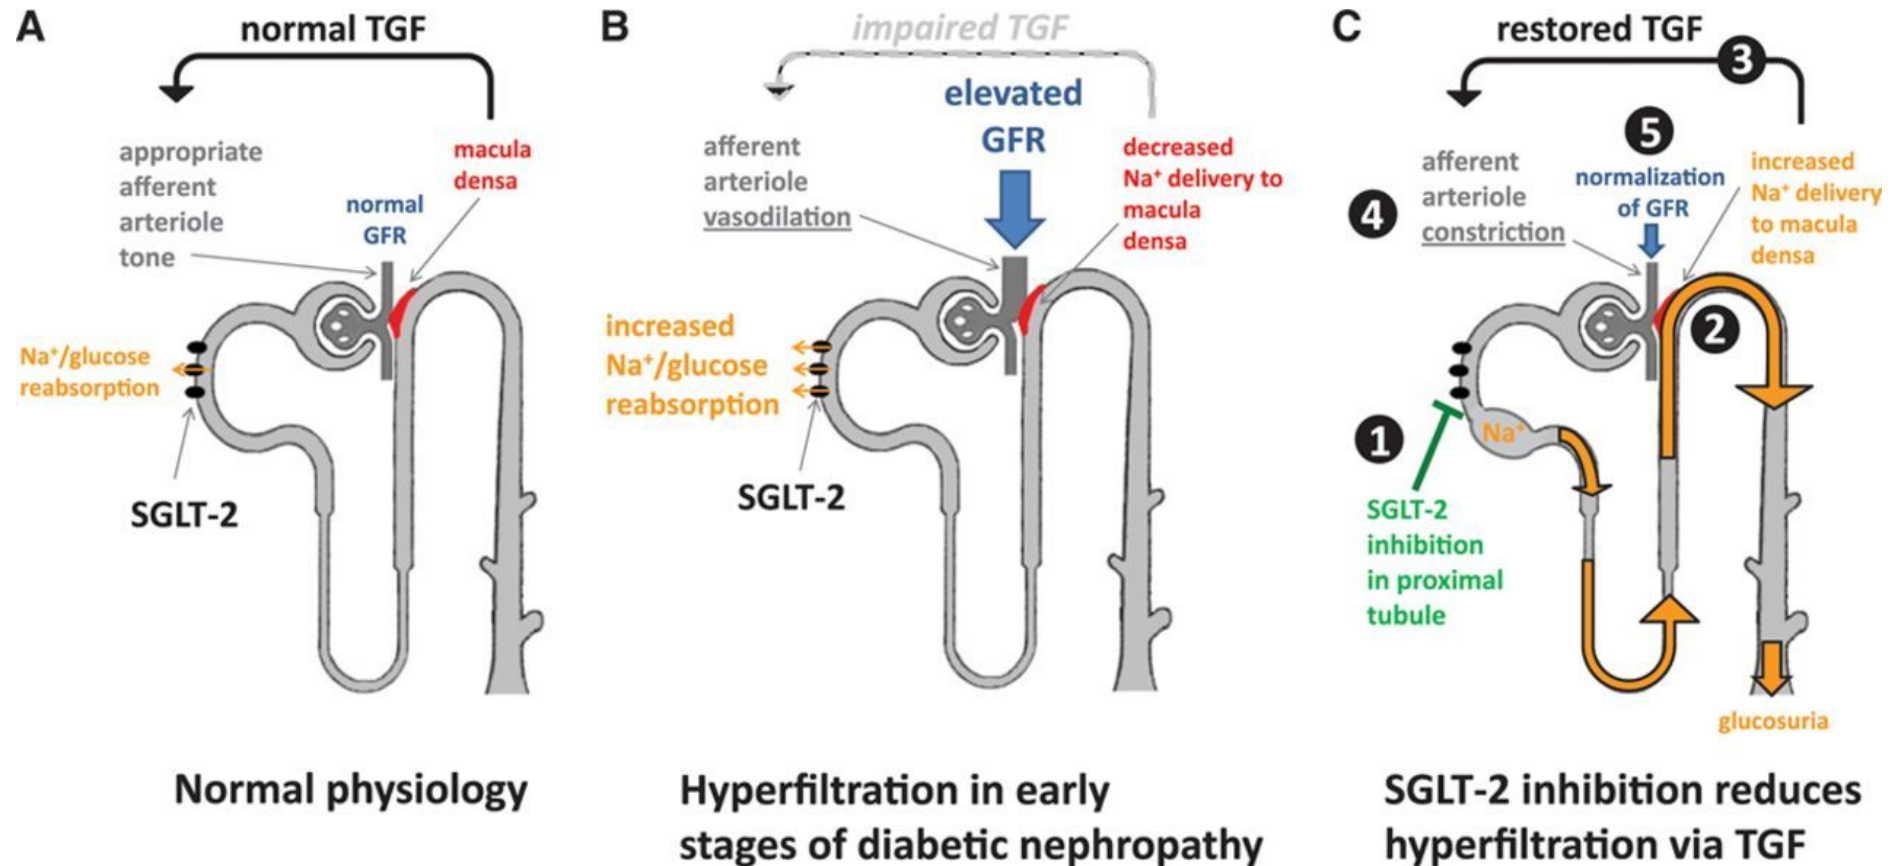 A
normal TGF
appropriate
afferent
arteriole
tone
normal
GFR
macula
densa
Na⁺/glucose
reabsorption
SGLT-2
Normal physiology
B
impaired TGF
elevated
GFR
afferent
arteriole
vasodilation
decreased
Na⁺ delivery to
macula
densa
increased
Na⁺/glucose
reabsorption
SGLT-2
Hyperfiltration in early
stages of diabetic nephropathy
C
restored TGF
3
5
afferent
arteriole
constriction
4
normalization
of GFR
increased
Na⁺ delivery
to macula
densa
2
1
Na⁺
SGLT-2
inhibition
in proximal
tubule
glucosuria
SGLT-2 inhibition reduces
hyperfiltration via TGF